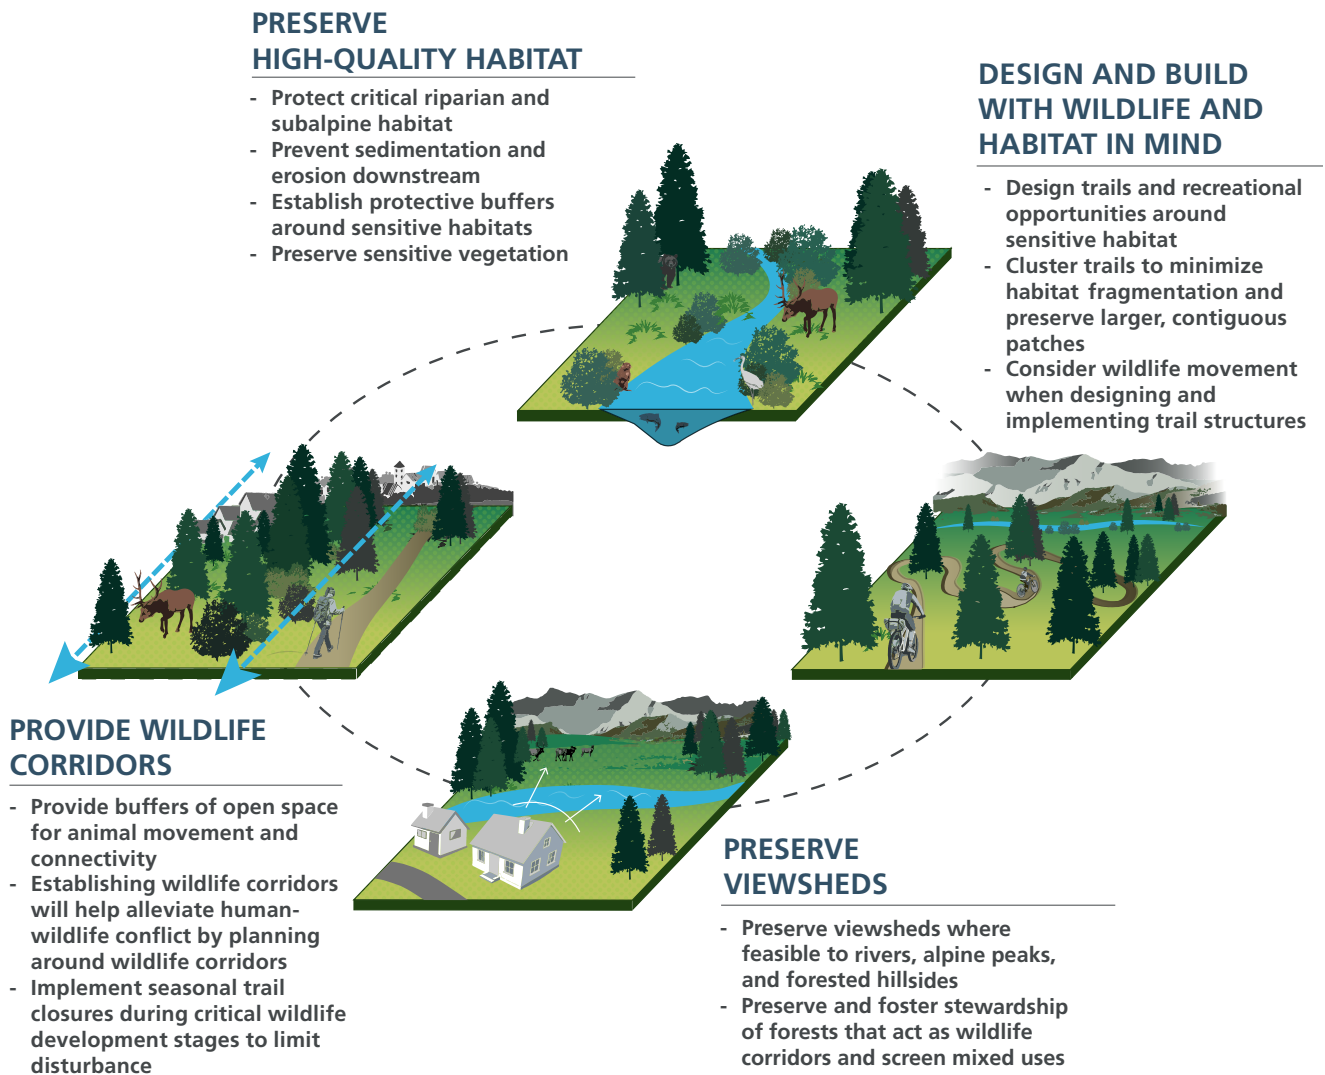 PRESERVE
HIGH-QUALITY HABITAT
- Protect critical riparian and
subalpine habitat
- Prevent sedimentation and
erosion downstream
- Establish protective buffers
around sensitive habitats
- Preserve sensitive vegetation
DESIGN AND BUILD
WITH WILDLIFE AND
HABITAT IN MIND
- Design trails and recreational
opportunities around
sensitive habitat
- Cluster trails to minimize
habitat fragmentation and
preserve larger, contiguous
patches
- Consider wildlife movement
when designing and
implementing trail structures
PROVIDE WILDLIFE
CORRIDORS
- Provide buffers of open space
for animal movement and
connectivity
- Establishing wildlife corridors
will help alleviate human-
wildlife conflict by planning
around wildlife corridors
- Implement seasonal trail
closures during critical wildlife
development stages to limit
disturbance
PRESERVE
VIEWSHEDS
- Preserve viewsheds where
feasible to rivers, alpine peaks,
and forested hillsides
- Preserve and foster stewardship
of forests that act as wildlife
corridors and screen mixed uses